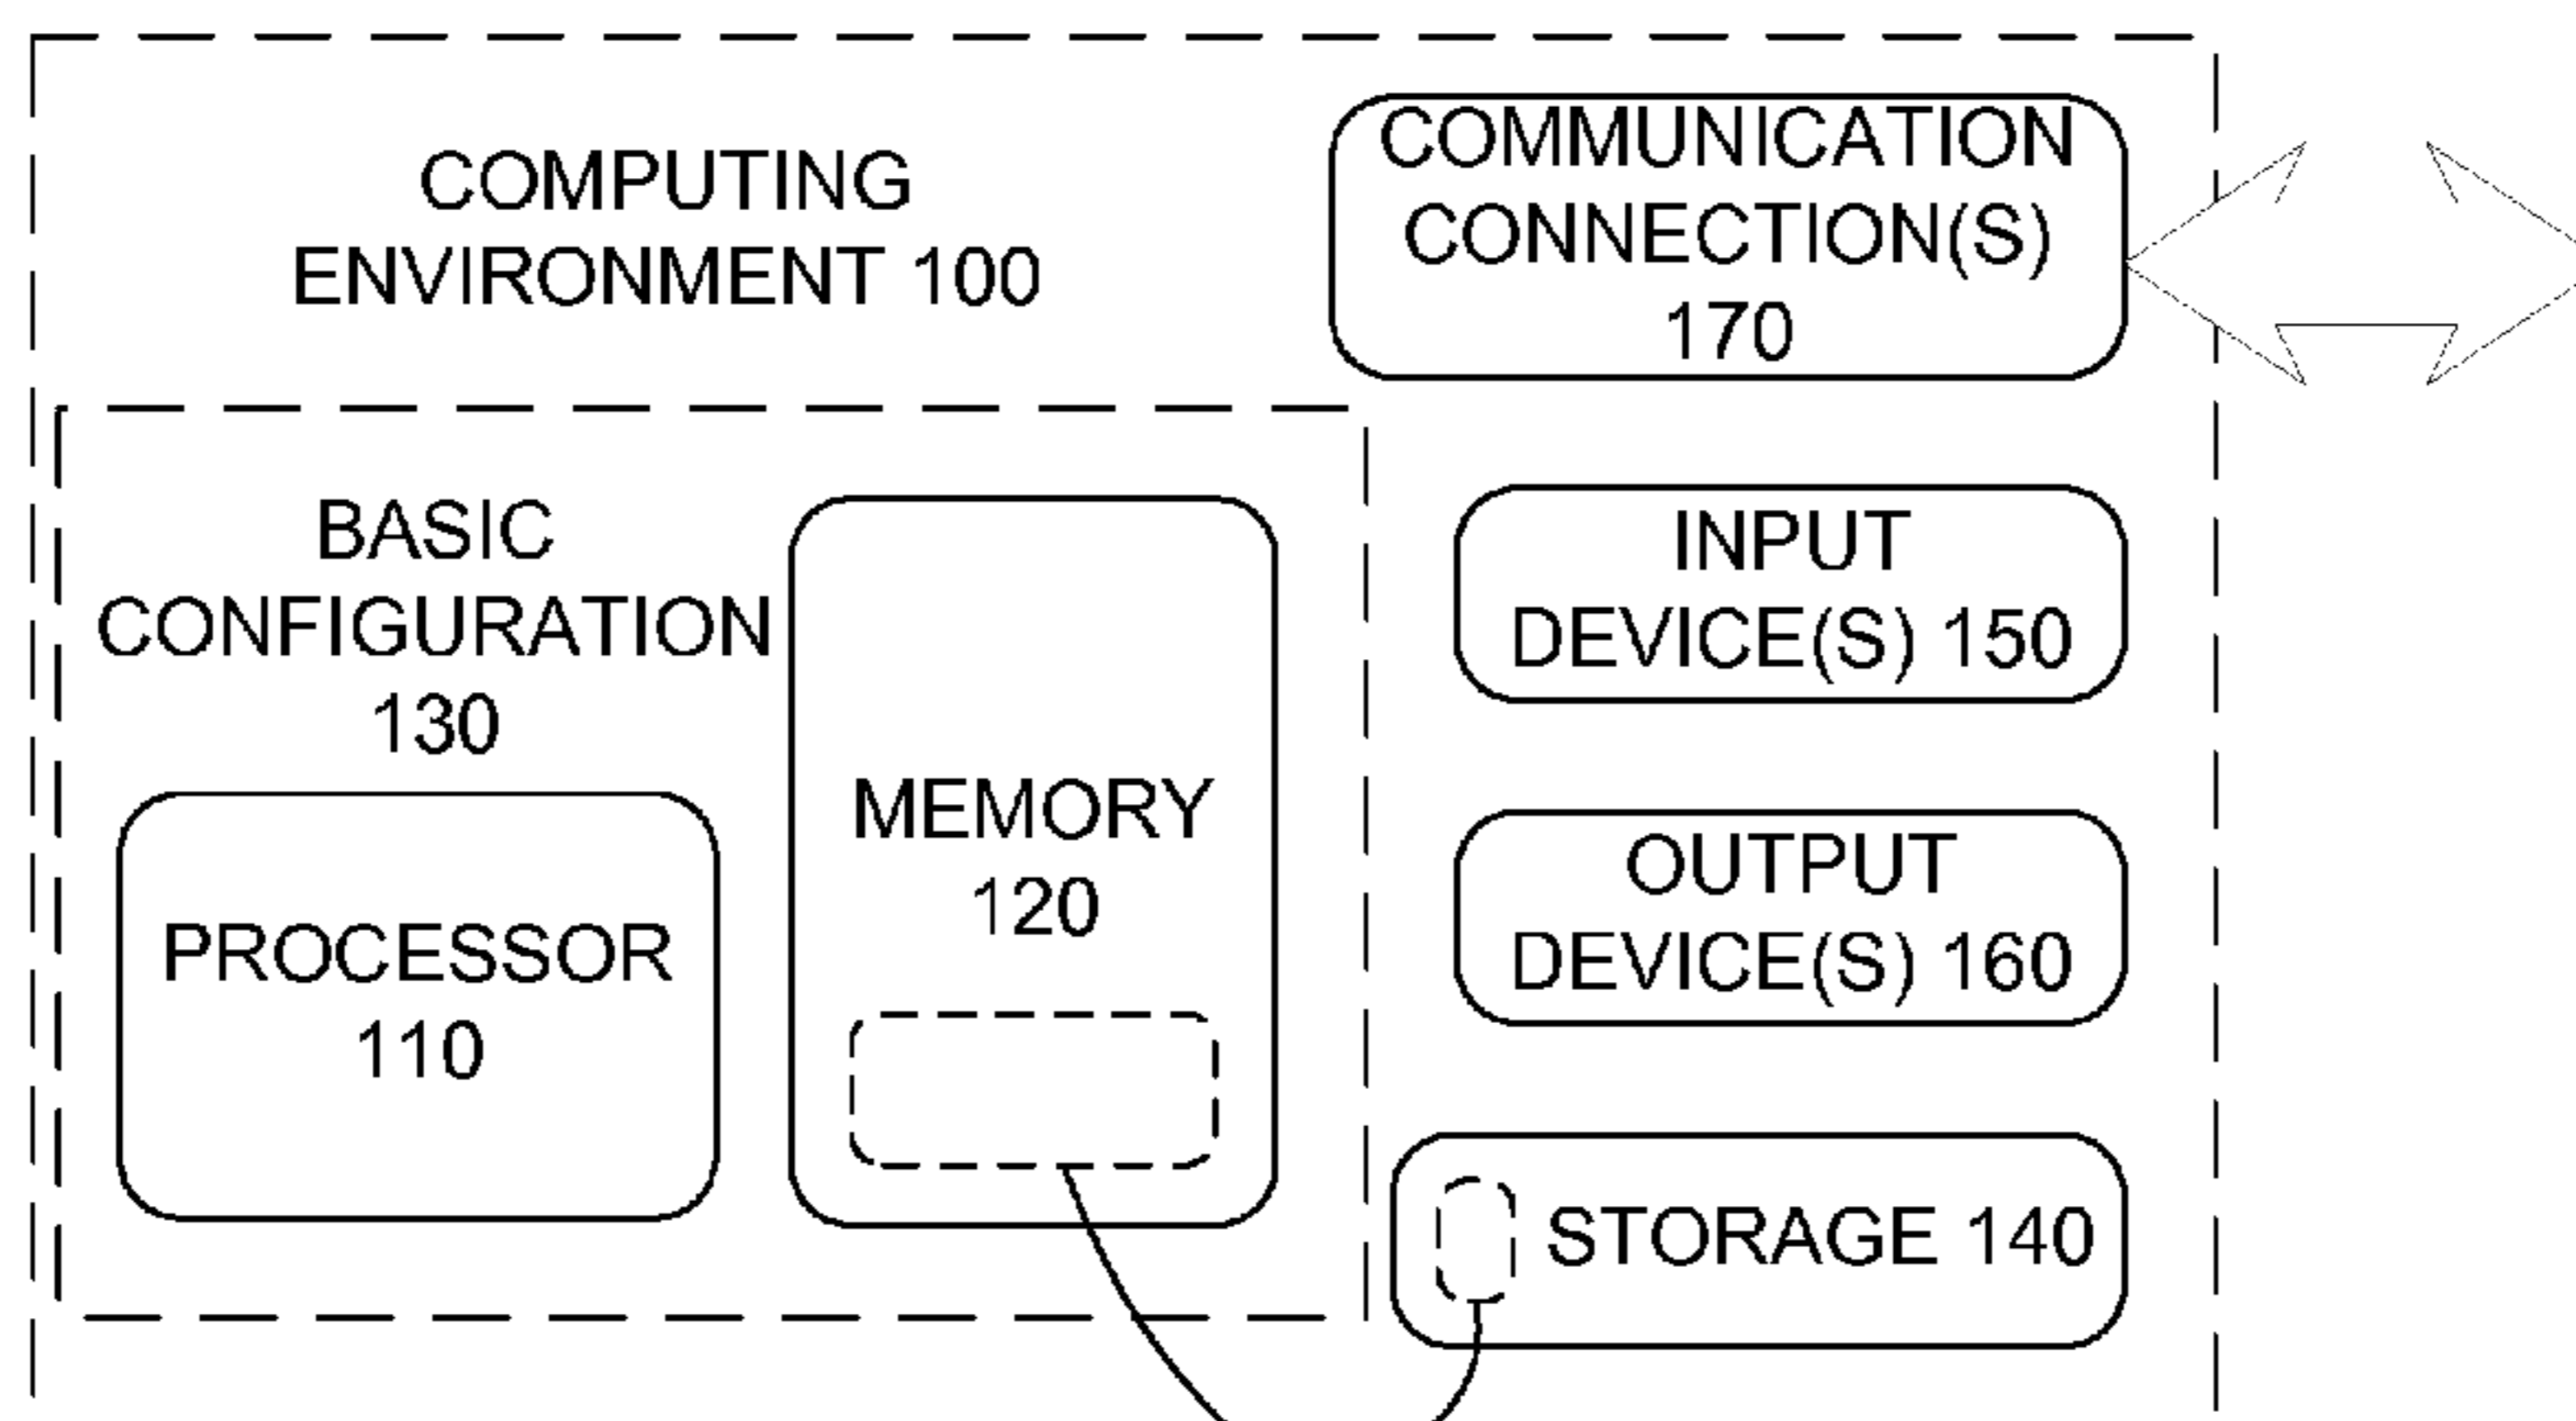 COMPUTING
ENVIRONMENT 100
COMMUNICATION
CONNECTION(S)
170
BASIC
CONFIGURATION
130
PROCESSOR
110
MEMORY
120
INPUT
DEVICE(S) 150
OUTPUT
DEVICE(S) 160
STORAGE 140